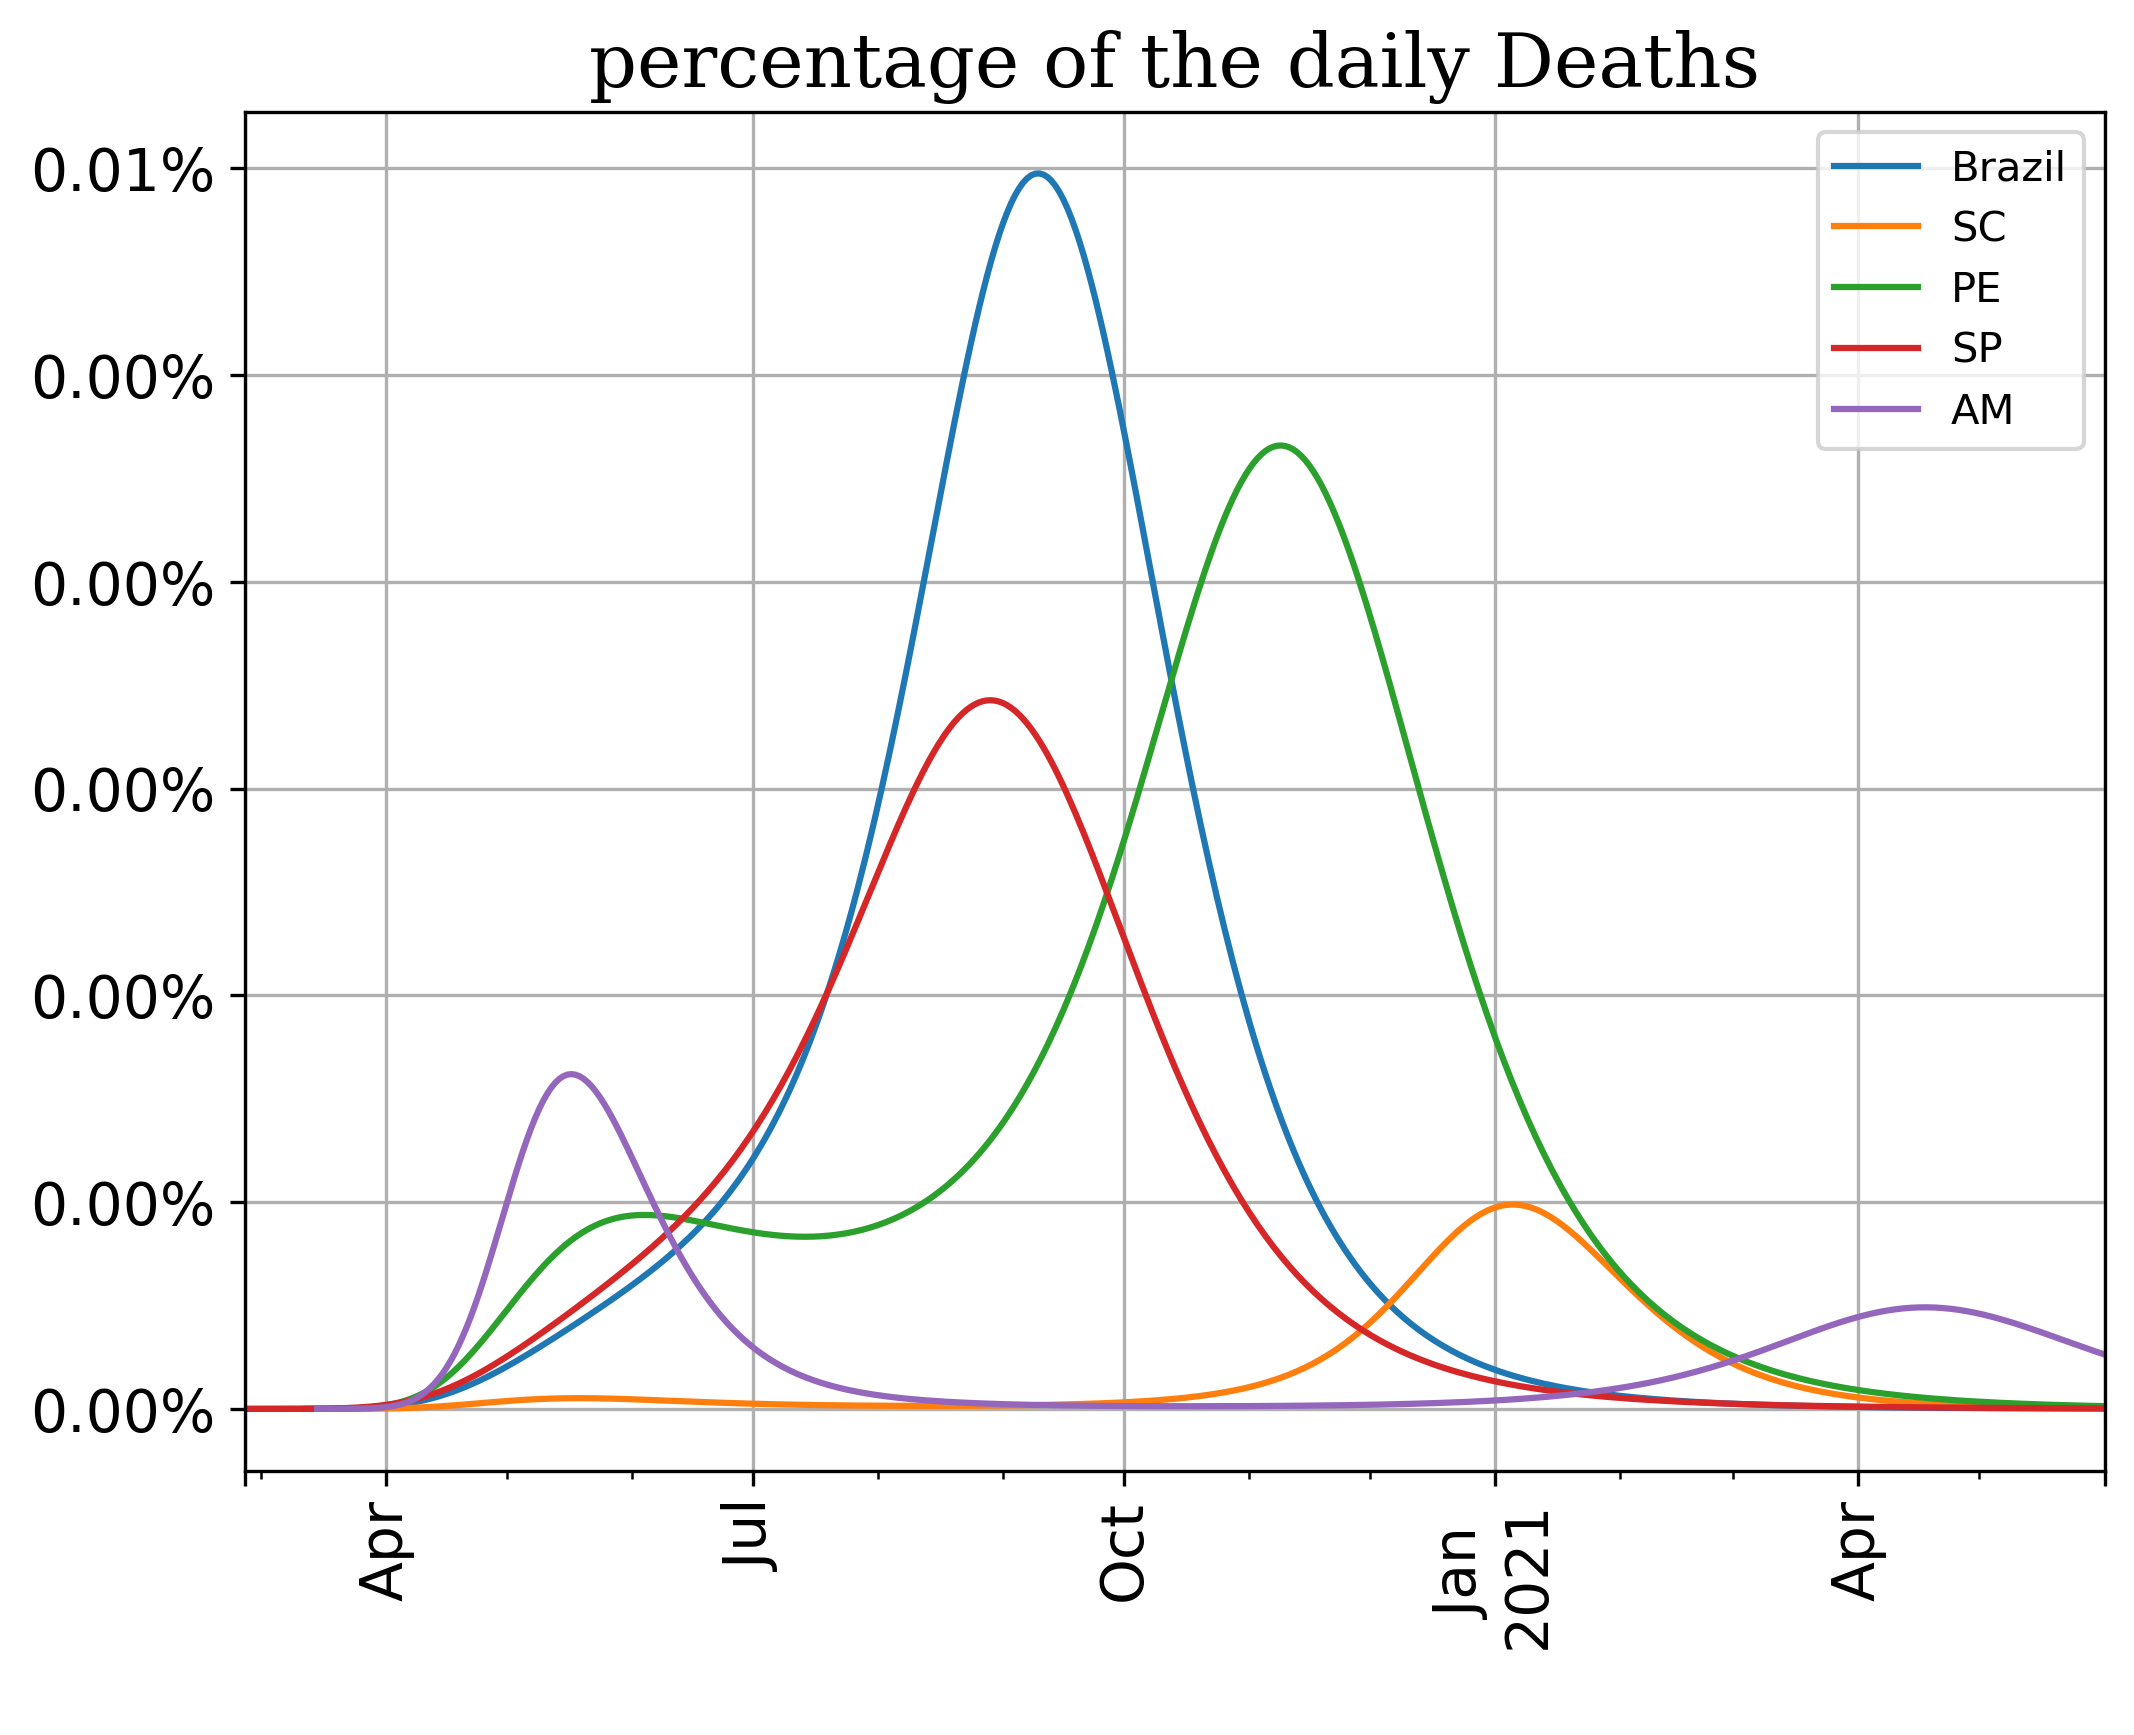 percentage of the daily Deaths
0.01%
0.00%
0.00%
0.00%
0.00%
0.00%
0.00%
Brazil
SC
PE
SP
AM
Apr
Jul
Oct
Jan
2021
Apr